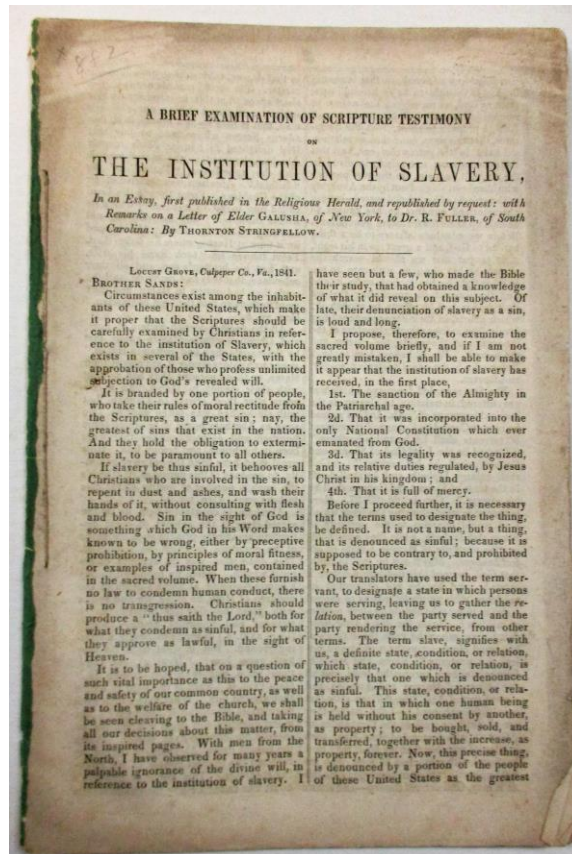 882
A BRIEF EXAMINATION OF SCRIPTURE TESTIMONY
ON
THE INSTITUTION OF SLAVERY,
In an Essay, first published in the Religious Herald, and republished by request: with
Remarks on a Letter of Elder GALUSHA, of New York, to Dr. R. FULLER, of South
Carolina: By THORNTON STRINGFELLOW.
LOCUST GROVE, Culpeper Co., Va., 1841.
BROTHER SANDS:
Circumstances exist among the inhabit-
ants of these United States, which make
it proper that the Scriptures should be
carefully examined by Christians in refer-
ence to the institution of Slavery, which
exists in several of the States, with the
approbation of those who profess unlimited
subjection to God's revealed will.
It is branded by one portion of people,
who take their rules of moral rectitude from
the Scriptures, as a great sin; nay, the
greatest of sins that exist in the nation.
And they hold the obligation to extermi-
nate it, to be paramount to all others.
If slavery be thus sinful, it behooves all
Christians who are involved in the sin, to
repent in dust and ashes, and wash their
hands of it, without consulting with flesh
and blood. Sin in the sight of God is
something which God in his Word makes
known to be wrong, either by preceptive
prohibition, by principles of moral fitness,
or examples of inspired men, contained
in the sacred volume. When these furnish
no law to condemn human conduct, there
is no transgression. Christians should
produce a "thus saith the Lord," both for
what they condemn as sinful, and for what
they approve as lawful, in the sight of
Heaven.
It is to be hoped, that on a question of
such vital importance as this to the peace
and safety of our common country, as well
as to the welfare of the church, we shall
be seen cleaving to the Bible, and taking
all our decisions about this matter, from
its inspired pages. With men from the
North, I have observed for many years a
palpable ignorance of the divine will, in
reference to the institution of slavery. I
have seen but a few, who made the Bible
their study, that had obtained a knowledge
of what it did reveal on this subject. Of
late, their denunciation of slavery as a sin,
is loud and long.
I propose, therefore, to examine the
sacred volume briefly, and if I am not
greatly mistaken, I shall be able to make
it appear that the institution of slavery has
received, in the first place,
1st. The sanction of the Almighty in
the Patriarchal age.
2d. That it was incorporated into the
only National Constitution which ever
emanated from God.
3d. That its legality was recognized,
and its relative duties regulated, by Jesus
Christ in his kingdom; and
4th. That it is full of mercy.
Before I proceed further, it is necessary
that the terms used to designate the thing,
be defined. It is not a name, but a thing,
that is denounced as sinful; because it is
supposed to be contrary to, and prohibited
by, the Scriptures.
Our translators have used the term ser-
vant, to designate a state in which persons
were serving, leaving us to gather the re-
lation, between the party served and the
party rendering the service, from other
terms. The term slave, signifies with
us, a definite state, condition, or relation,
which state, condition, or relation, is
precisely that one which is denounced
as sinful. This state, condition, or rela-
tion, is that in which one human being
is held without his consent by another,
as property; to be bought, sold, and
transferred, together with the increase, as
property, forever. Now, this precise thing,
is denounced by a portion of the people
of these United States as the greatest